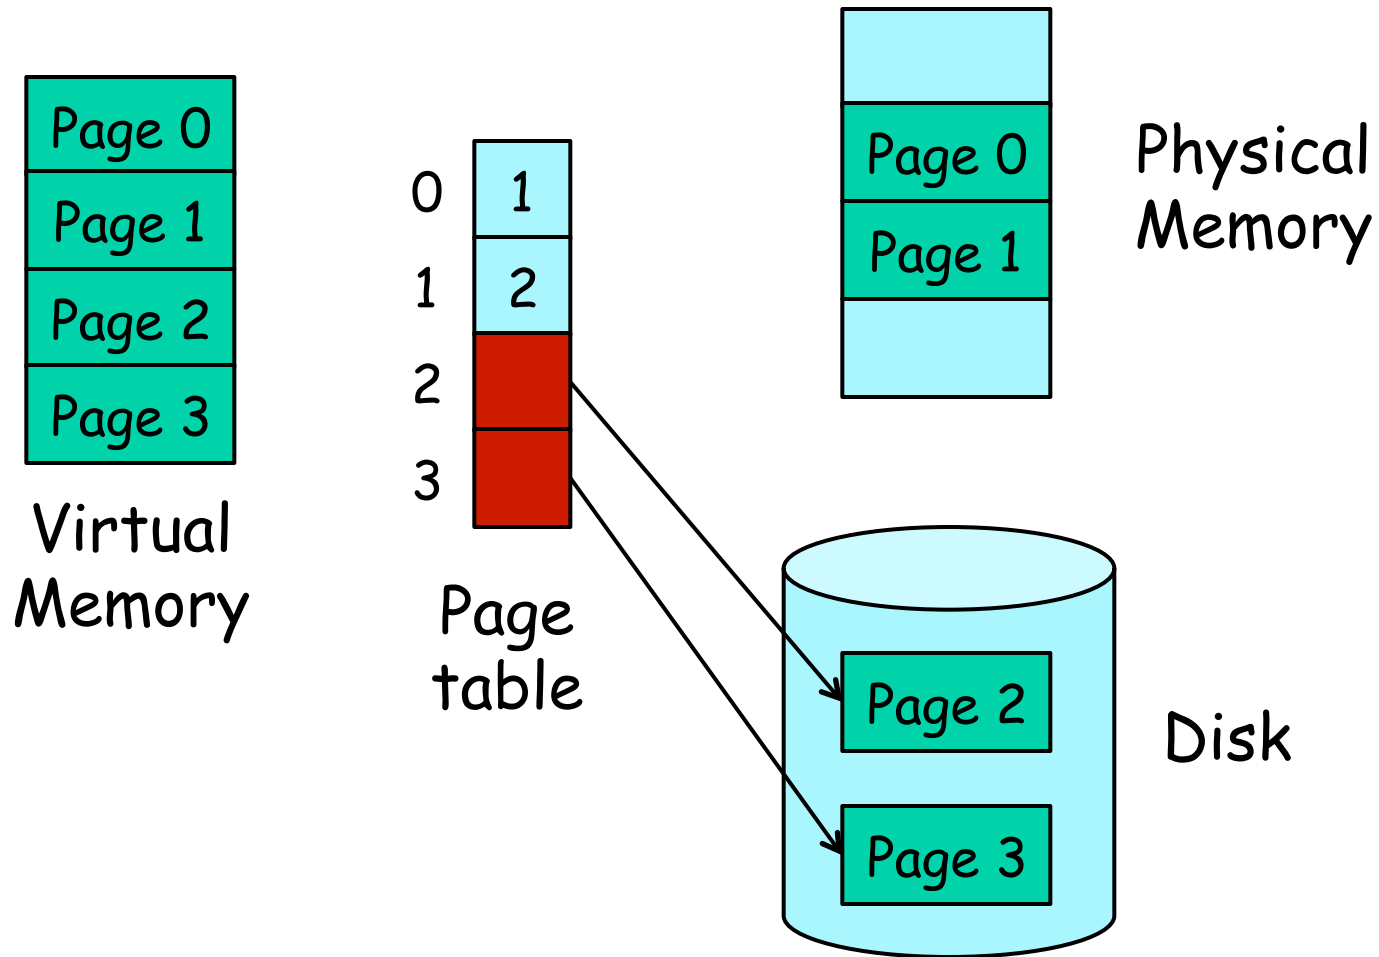 Page 0
Page 1
Page 2
Page 3
Virtual
Memory
0
1
1
2
2
3
Page
table
Page 0
Page 1
Physical
Memory
Page 2
Page 3
Disk